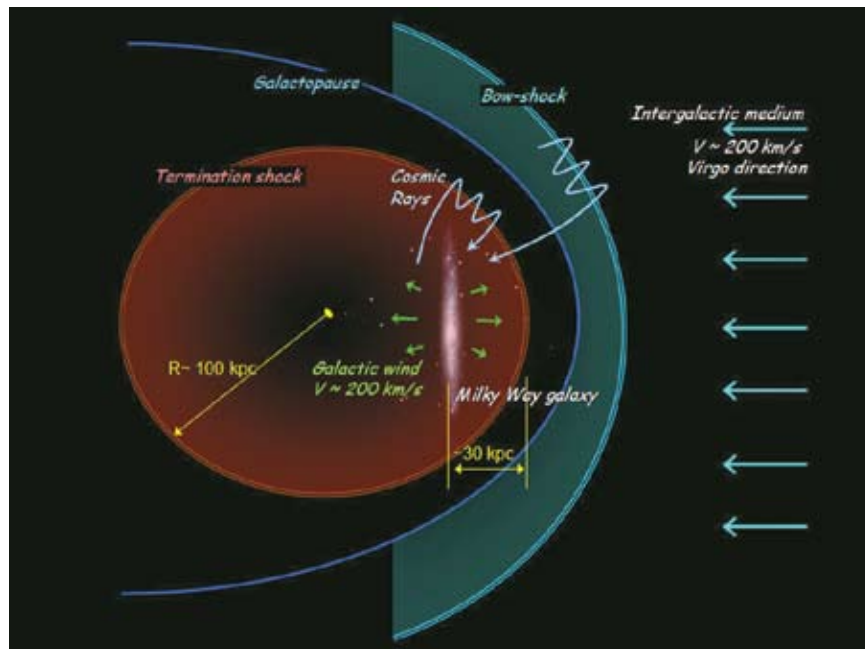 Galactopause
Bow-shock
Intergalactic medium
V ~ 200 km/s
Virgo direction
Termination shock
Cosmic
Rays
R~ 100 kpc
Galactic wind
V ~ 200 km/s
Milky Way galaxy
~30 kpc